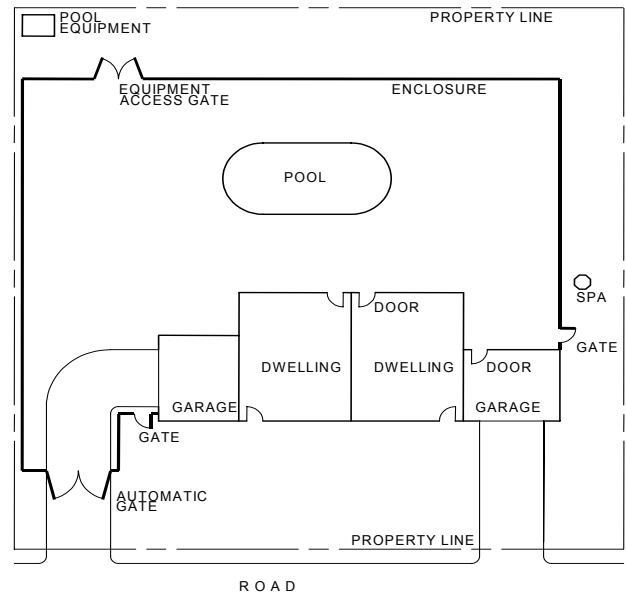 POOL
EQUIPMENT
PROPERTY LINE
EQUIPMENT
ACCESS GATE
ENCLOSURE
POOL
SPA
DOOR
GATE
DWELLING
DWELLING
DOOR
GARAGE
GARAGE
GATE
AUTOMATIC
GATE
PROPERTY LINE
ROAD